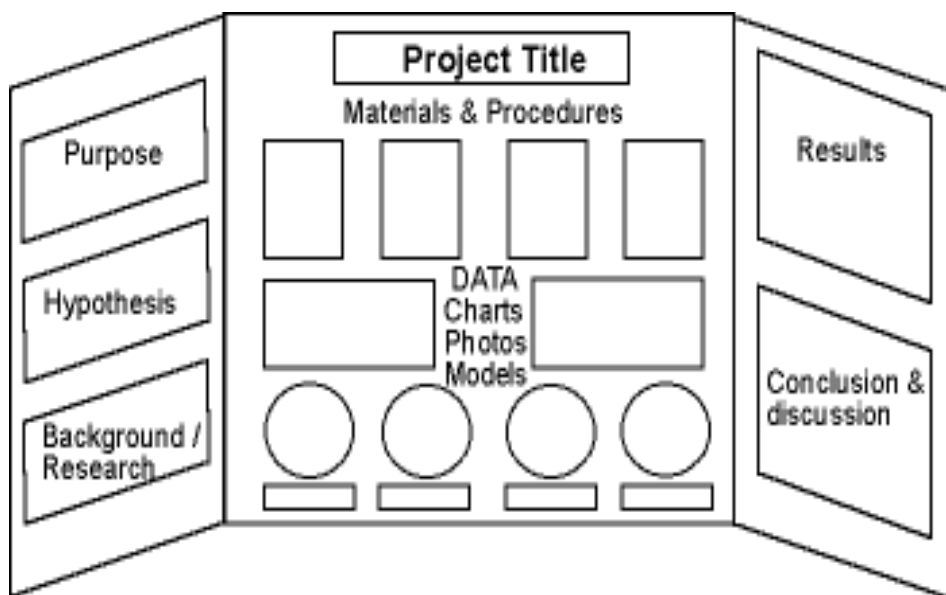 Project Title
Materials & Procedures
Purpose
Hypothesis
Background /
Research
DATA
Charts
Photos
Models
Results
Conclusion &
discussion